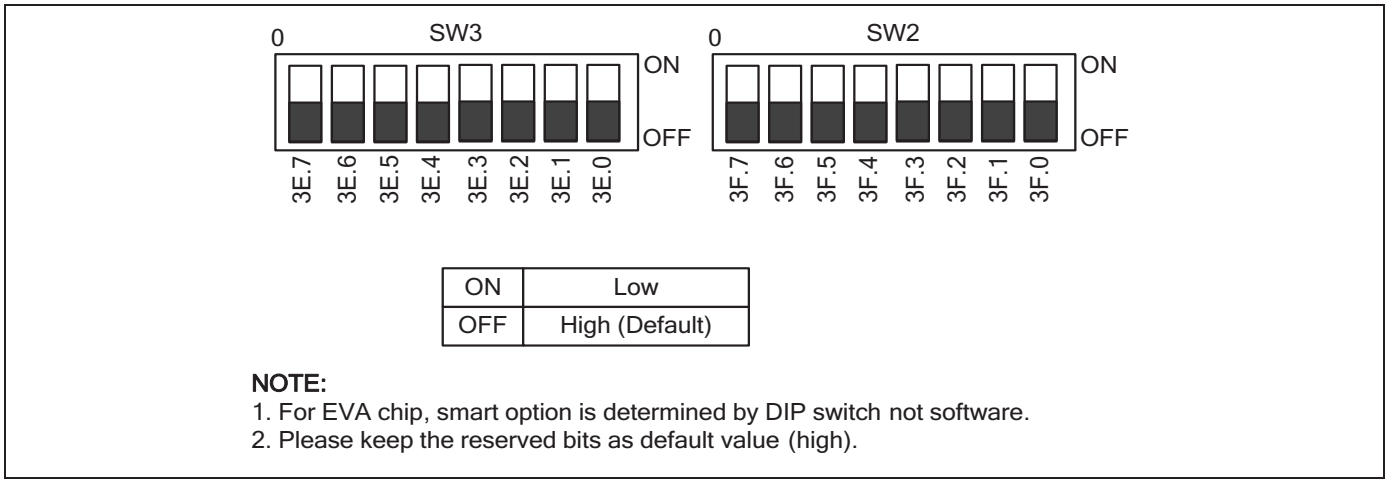 0 SW3
ON
OFF
3E.7 3E.6 3E.5 3E.4 3E.3 3E.2 3E.1 3E.0
0 SW2
ON
OFF
3F.7 3F.6 3F.5 3F.4 3F.3 3F.2 3F.1 3F.0
ON Low
OFF High (Default)
NOTE:
1. For EVA chip, smart option is determined by DIP switch not software.
2. Please keep the reserved bits as default value (high).